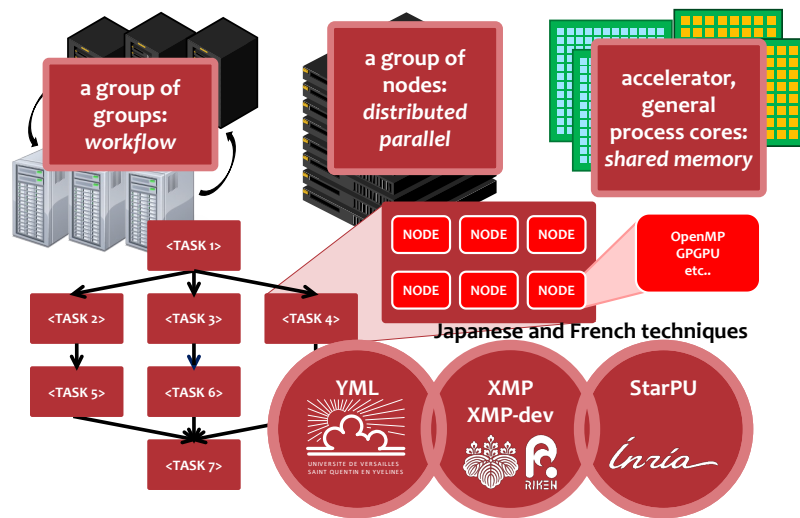 a group of
groups:
workflow
a group of
nodes:
distributed
parallel
accelerator,
general
process cores:
shared memory
<TASK 1>
<TASK 2>
<TASK 3>
<TASK 4>
<TASK 5>
<TASK 6>
<TASK 7>
NODE
NODE
NODE
NODE
NODE
NODE
OpenMP
GPGPU
etc..
Japanese and French techniques
YML
UNIVERSITE DE VERSAILLES
SAINT QUENTIN EN YVELINES
XMP
XMP-dev
RIKEN
StarPU
Inría